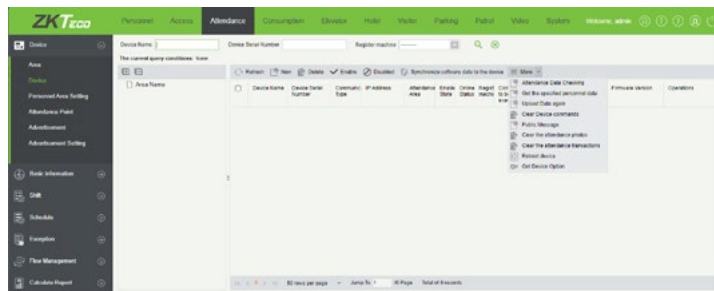 ZKTeco
Personnel Access Attendance Consumption Elevator Hotel Visitor Parking Patrol Video System Welcome, admin
Device
Device Name Device Serial Number Register machine
The current query conditions: None
Area
Device
Personnel Area Setting
Attendance Point
Advertisement
Advertisement Setting
Basic Information
Shift
Schedule
Exception
Flow Management
Calculate Report
Area Name
Refresh New Delete Enable Disabled Synchronize software data to the device More
Device Name Device Serial Number IP Address Attendance Area Enable State Online Status Firmware Version Operations
Attendance Data Checking
Get the specified personnel data
Upload Data again
Clear Device commands
Public Message
Clear the attendance photos
Clear the attendance transactions
Reboot device
Get Device Option
50 rows per page Jump To Page Total of 0 records